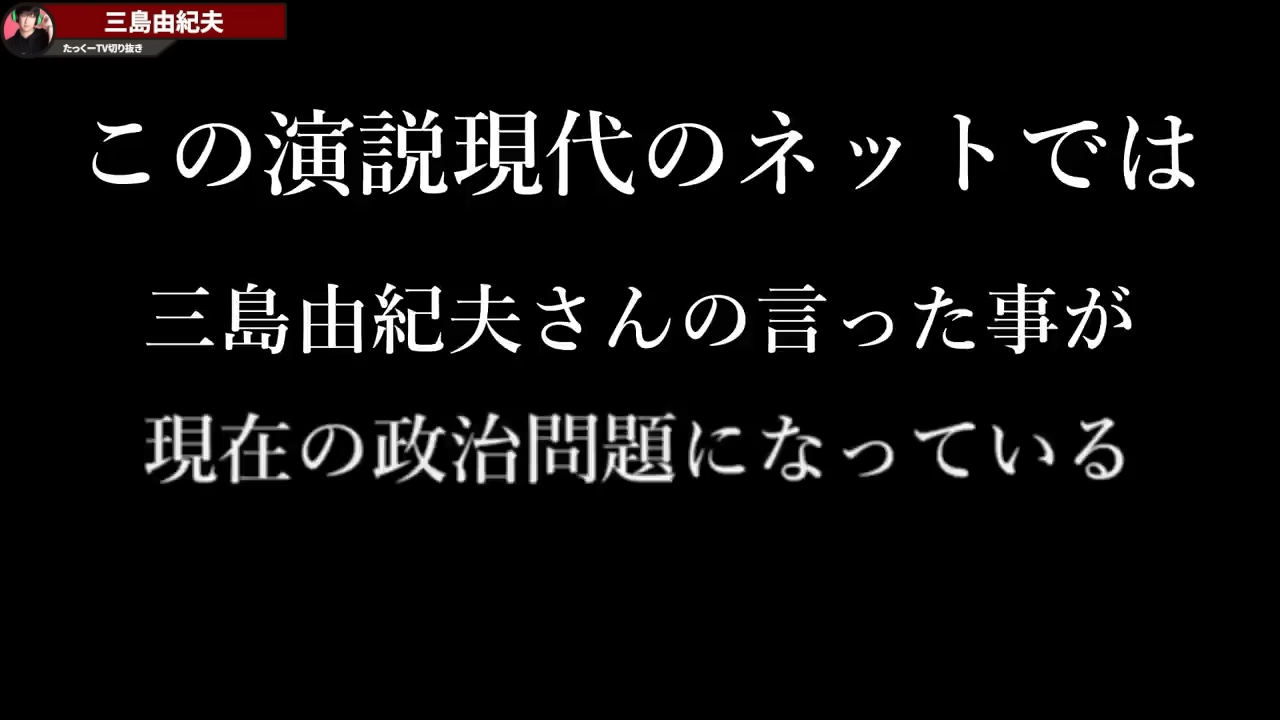 三島由紀夫
たっくーTV切り抜き
この演説現代のネットでは
三島由紀夫さんの言った事が
現在の政治問題になっている